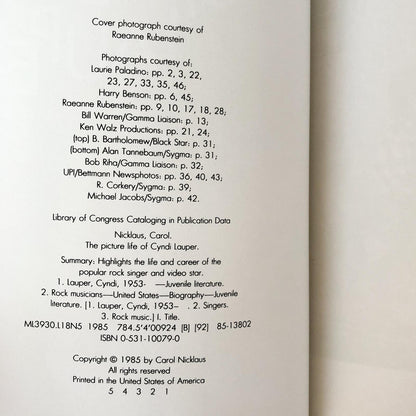 Cover photograph courtesy of
Raeanne Rubenstein
Photographs courtesy of:
Laurie Paladino: pp. 2, 3, 22,
23, 27, 33, 35, 46;
Harry Benson: pp. 6, 45;
Raeanne Rubenstein: pp. 9, 10, 17, 18, 28;
Bill Warren/Gamma Liaison: p. 13;
Ken Walz Productions: pp. 21, 24;
(top) B. Bartholomew/Black Star: p. 31;
(bottom) Alan Tannebaum/Sygma: p. 31;
Bob Riha/Gamma Liaison: p. 32;
UPI/Bettmann Newsphotos: pp. 36, 40, 43;
R. Corkery/Sygma: p. 39;
Michael Jacobs/Sygma: p. 42.
Library of Congress Cataloging in Publication Data
Nicklaus, Carol.
The picture life of Cyndi Lauper.
Summary: Highlights the life and career of the
popular rock singer and video star.
1. Lauper, Cyndi, 1953- —Juvenile literature.
2. Rock musicians—United States—Biography—Juvenile
literature. [1. Lauper, Cyndi, 1953– . 2. Singers.
3. Rock music.] I. Title.
ML3930.L18N5 1985 784.5'4'00924 [B] [92] 85-13802
ISBN 0-531-10079-0
Copyright © 1985 by Carol Nicklaus
All rights reserved
Printed in the United States of America
5 4 3 2 1